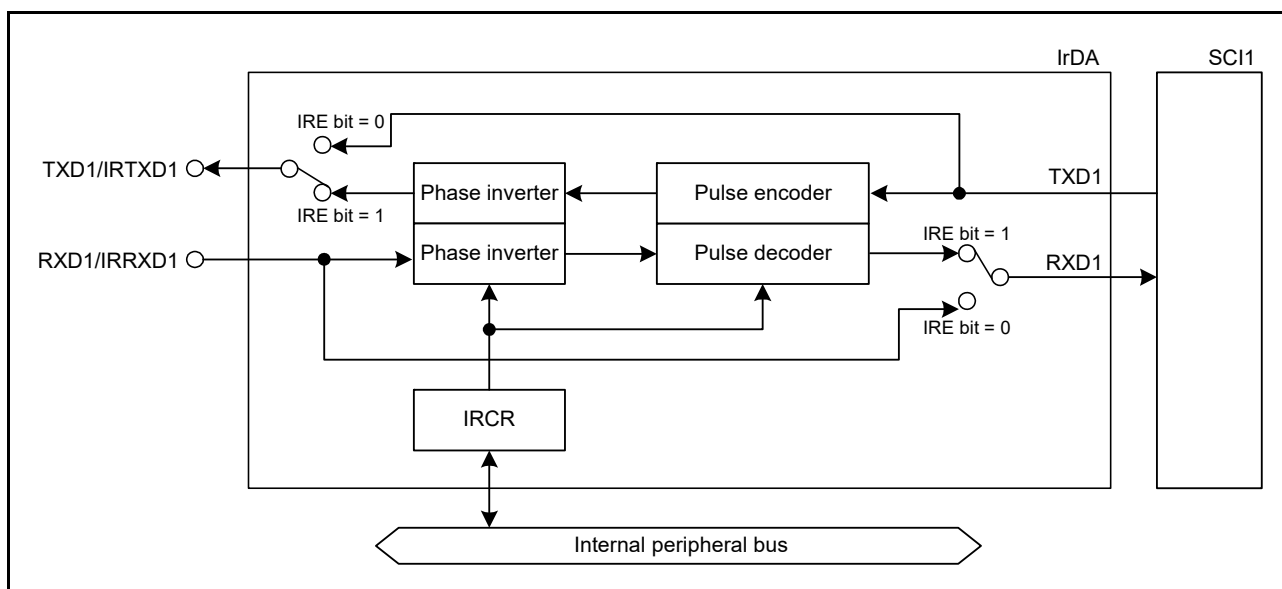 IrDA
SCI1
IRE bit = 0
TXD1/IRTXD1
Phase inverter
Pulse encoder
TXD1
IRE bit = 1
Phase inverter
Pulse decoder
IRE bit = 1
RXD1/IRRXD1
RXD1
IRE bit = 0
IRCR
Internal peripheral bus